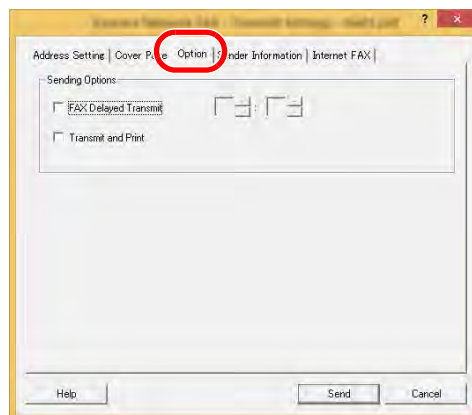 ?
Address Setting | Cover Option | Sender Information | Internet FAX |
Sending Options
FAX Delayed Transmit :
Transmit and Print
Help Send Cancel